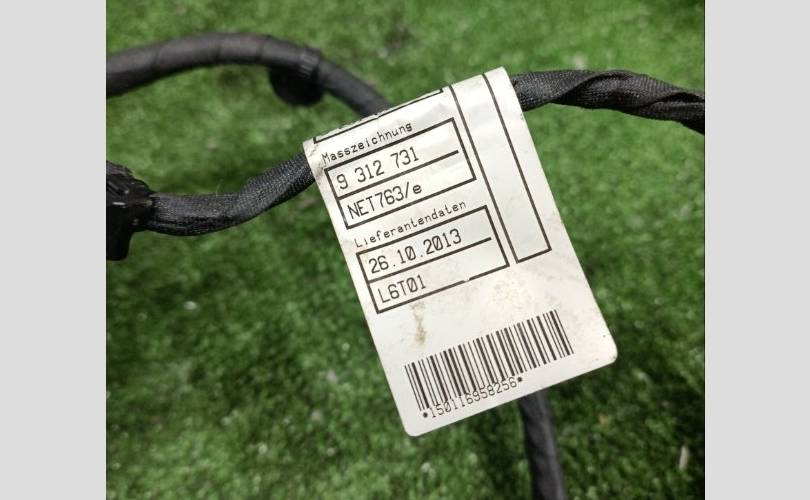 Masszeichnung
9 312 731
NET763/e
Lieferantendaten
26.10.2013
L6T01
*150116958256*